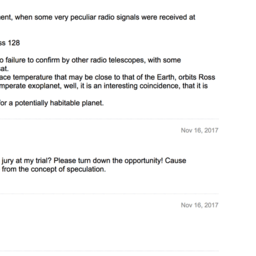 ent, when some very peculiar radio signals were received at
ss 128
o failure to confirm by other radio telescopes, with some
at.
ace temperature that may be close to that of the Earth, orbits Ross
mperate exoplanet, well, it is an interesting coincidence, that it is
for a potentially habitable planet.
Nov 16, 2017
jury at my trial? Please turn down the opportunity! Cause
from the concept of speculation.
Nov 16, 2017